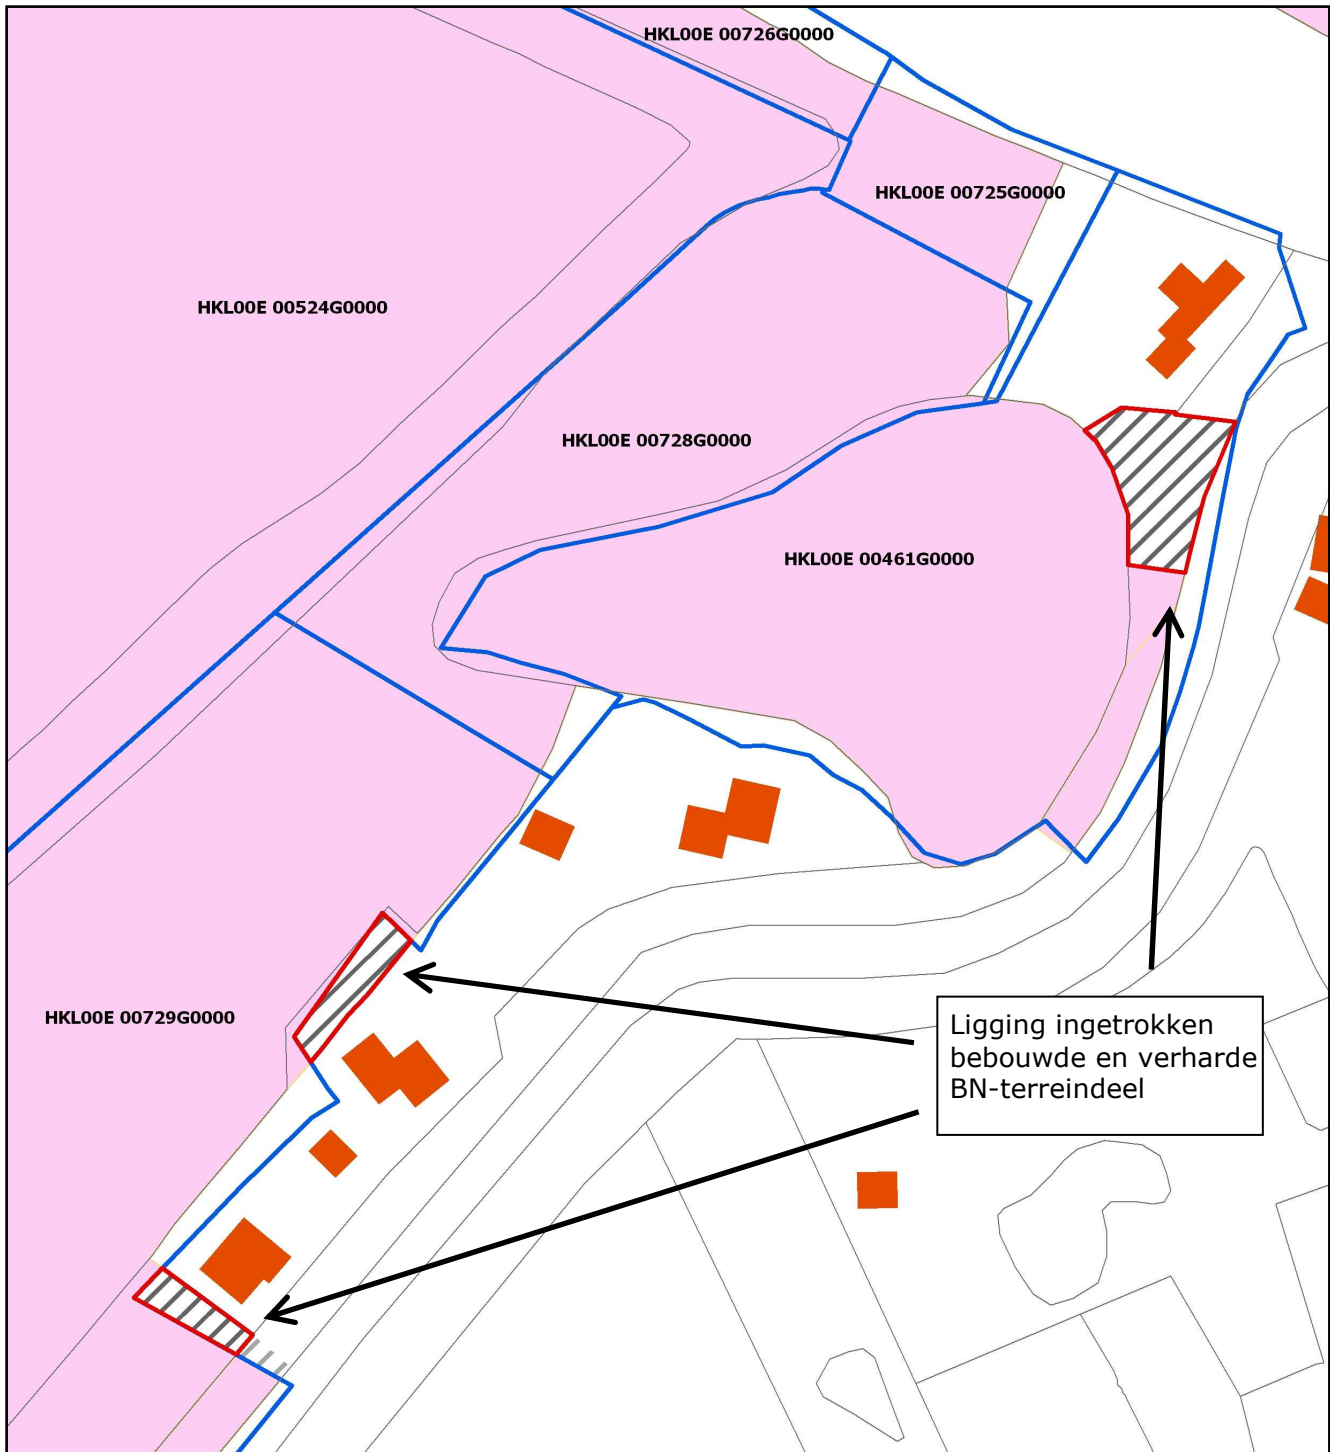 HKL00E 00726G0000
HKL00E 00725G0000
HKL00E 00524G0000
HKL00E 00728G0000
HKL00E 00461G0000
HKL00E 00729G0000
Ligging ingetrokken
bebouwde en verharde
BN-terreindeel